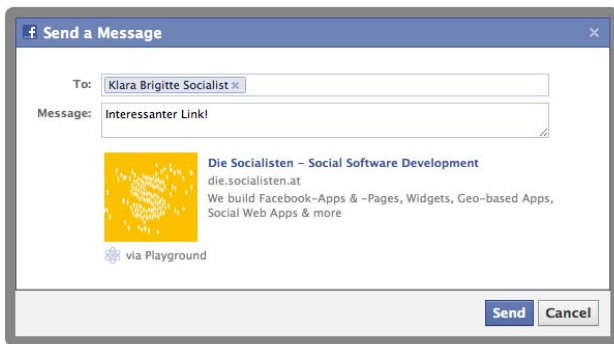 Send a Message
To: Klara Brigitte Socialist
Message: Interessanter Link!
Die Socialisten – Social Software Development
die.socialisten.at
We build Facebook-Apps & -Pages, Widgets, Geo-based Apps,
Social Web Apps & more
via Playground
Send Cancel